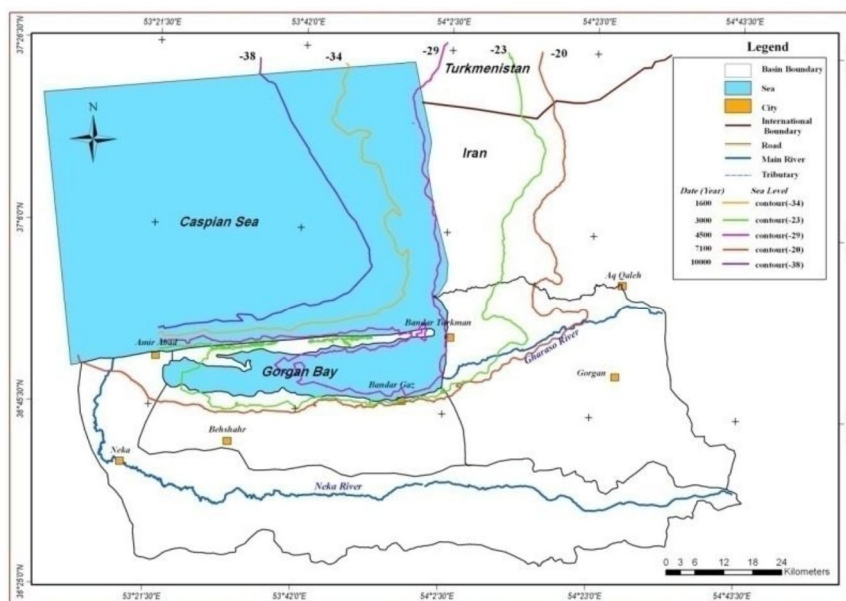 53°21'30"E 53°42'0"E 54°2'30"E 54°23'0"E 54°43'30"E
37°26'30"N
37°6'0"N
36°45'30"N
36°25'0"N
-38 -34 -29 -23 -20
Turkmenistan
Iran
N
Caspian Sea
Aq Qaleh
Bandar Turkman
Amir Abad
Gharaso River
Gorgan Bay
Gorgan
Bandar Gaz
Behshahr
Neka
Neka River
Legend
Basin Boundary
Sea
City
International
Boundary
Road
Main River
Tributary
Date (Year) Sea Level
1600 contour(-34)
3000 contour(-23)
4500 contour(-29)
7100 contour(-20)
10000 contour(-38)
0 3 6 12 18 24
Kilometers
53°21'30"E 53°42'0"E 54°2'30"E 54°23'0"E 54°43'30"E